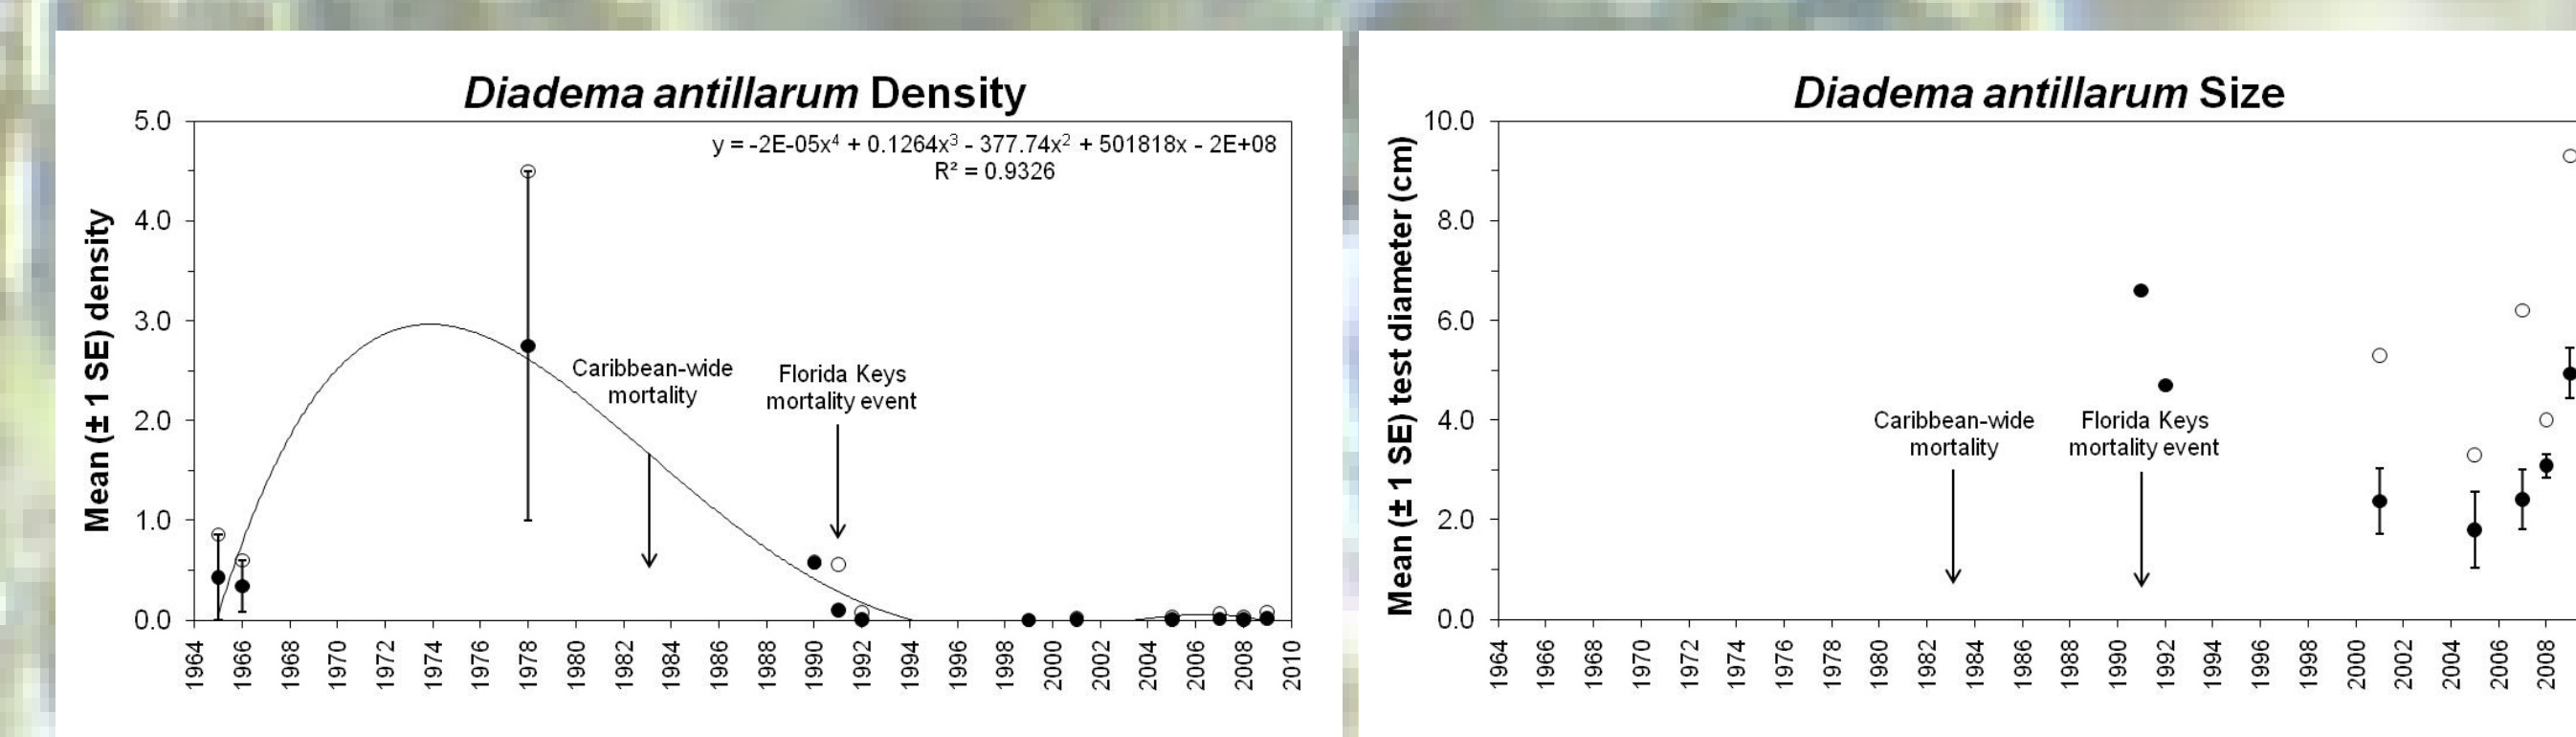 Diadema antillarum Density
y = -2E-05x⁴ + 0.1264x³ - 377.74x² + 501818x - 2E+08
R² = 0.9326
Mean (± 1 SE) density
5.0
4.0
3.0
2.0
1.0
0.0
Caribbean-wide
mortality
Florida Keys
mortality event
1964 1966 1968 1970 1972 1974 1976 1978 1980 1982 1984 1986 1988 1990 1992 1994 1996 1998 2000 2002 2004 2006 2008 2010
Diadema antillarum Size
Mean (± 1 SE) test diameter (cm)
10.0
8.0
6.0
4.0
2.0
0.0
Caribbean-wide
mortality
Florida Keys
mortality event
1964 1966 1968 1970 1972 1974 1976 1978 1980 1982 1984 1986 1988 1990 1992 1994 1996 1998 2000 2002 2004 2006 2008